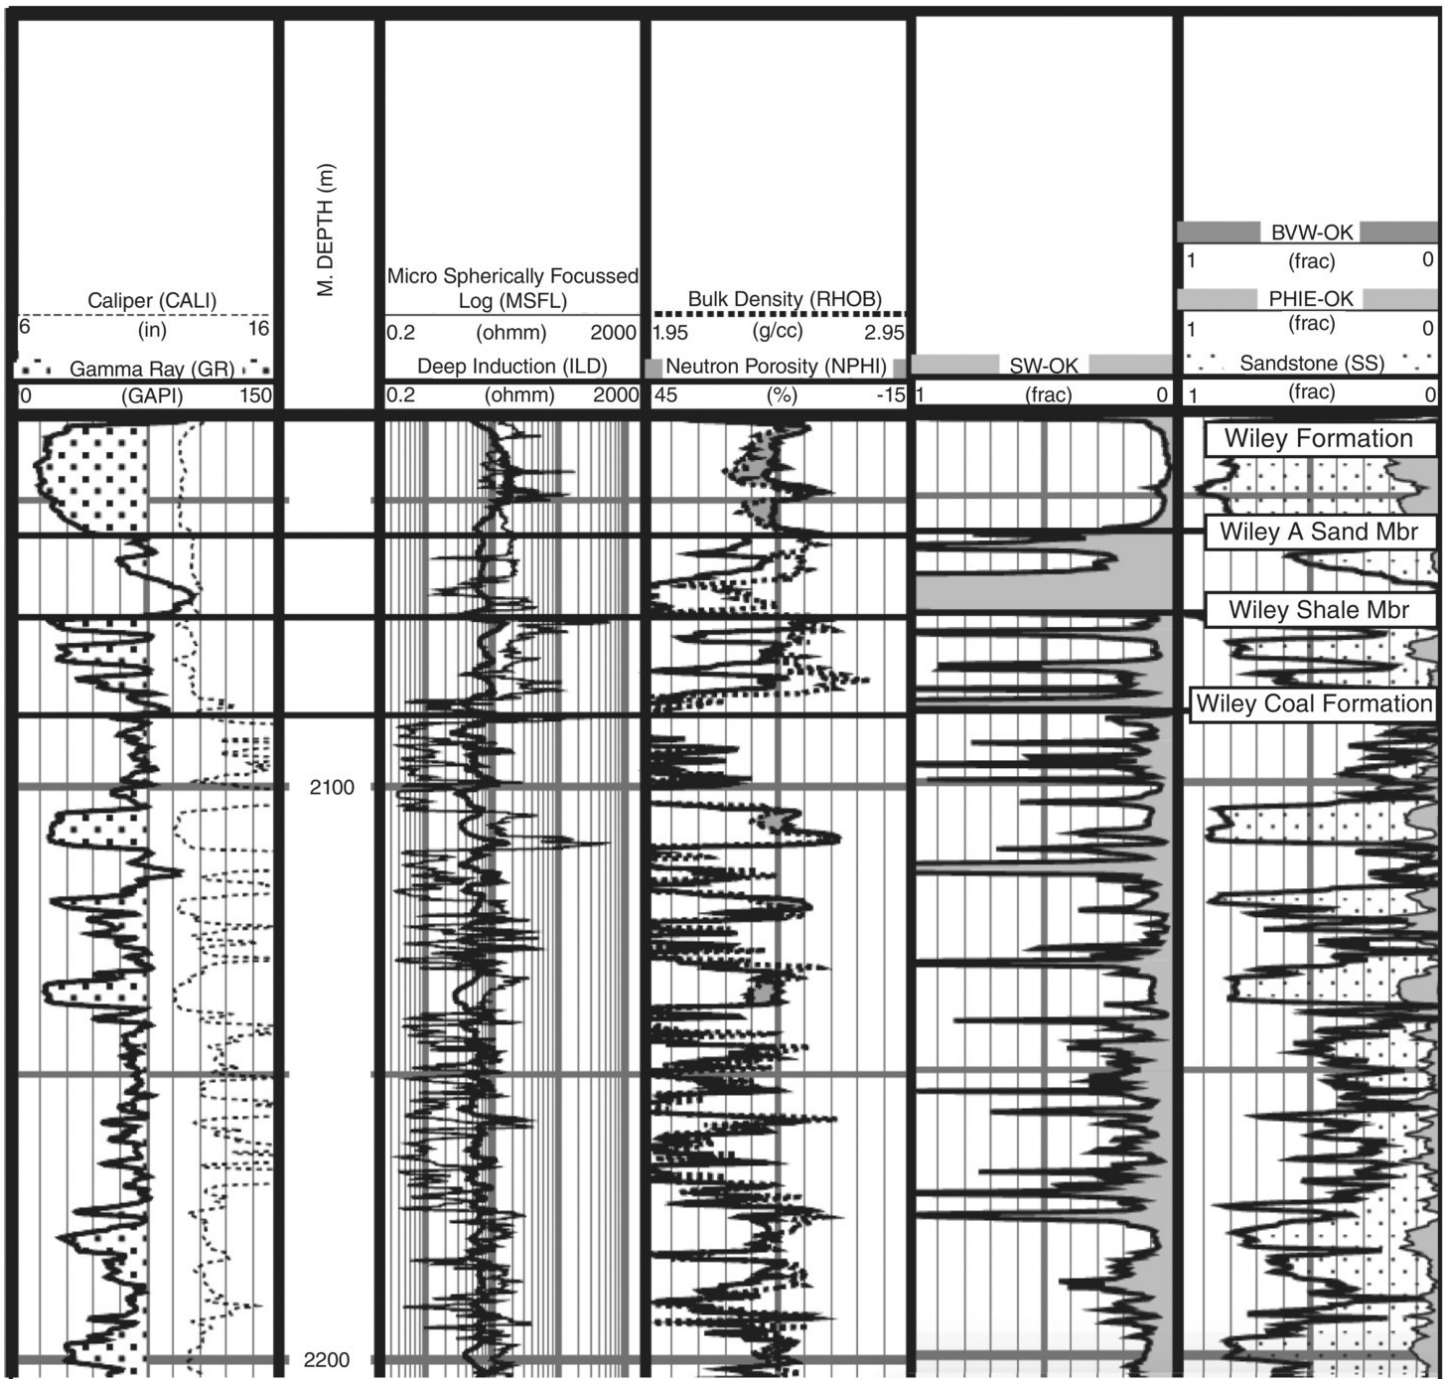 M. DEPTH (m)
Caliper (CALI)
6 (in) 16
Gamma Ray (GR)
0 (GAPI) 150
Micro Spherically Focussed
Log (MSFL)
0.2 (ohmm) 2000
Deep Induction (ILD)
0.2 (ohmm) 2000
Bulk Density (RHOB)
1.95 (g/cc) 2.95
Neutron Porosity (NPHI)
45 (%) -15
SW-OK
1 (frac) 0
BVW-OK
1 (frac) 0
PHIE-OK
1 (frac) 0
Sandstone (SS)
1 (frac) 0
Wiley Formation
Wiley A Sand Mbr
Wiley Shale Mbr
Wiley Coal Formation
2100
2200